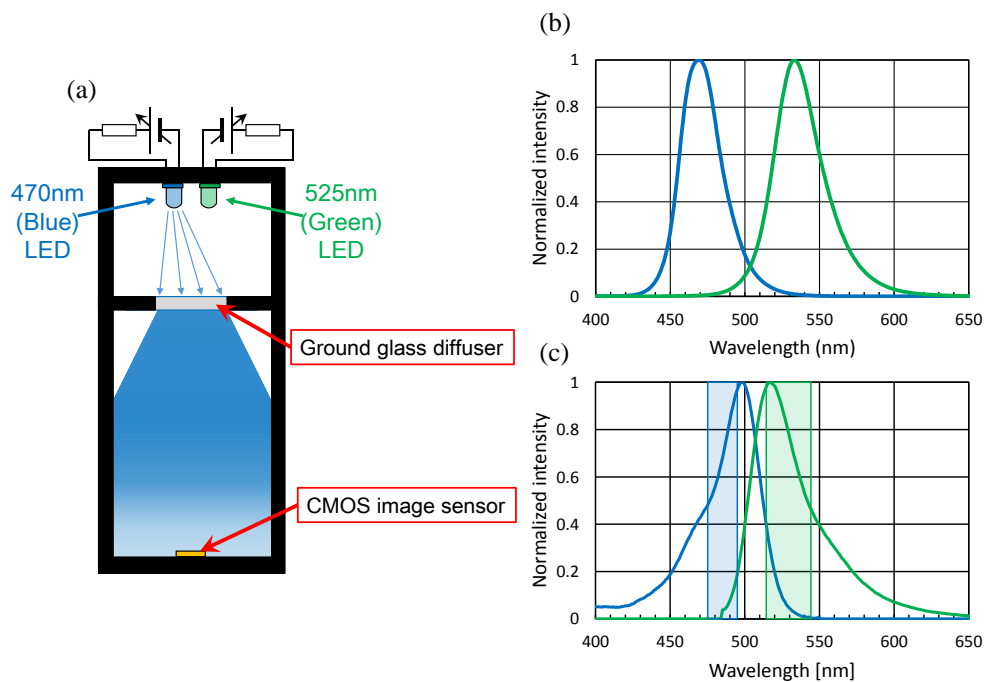 (a)
470nm
(Blue)
LED
525nm
(Green)
LED
Ground glass diffuser
CMOS image sensor
(b)
Normalized intensity
1
0.8
0.6
0.4
0.2
0
400
450
500
550
600
650
Wavelength (nm)
(c)
Normalized intensity
1
0.8
0.6
0.4
0.2
0
400
450
500
550
600
650
Wavelength [nm]